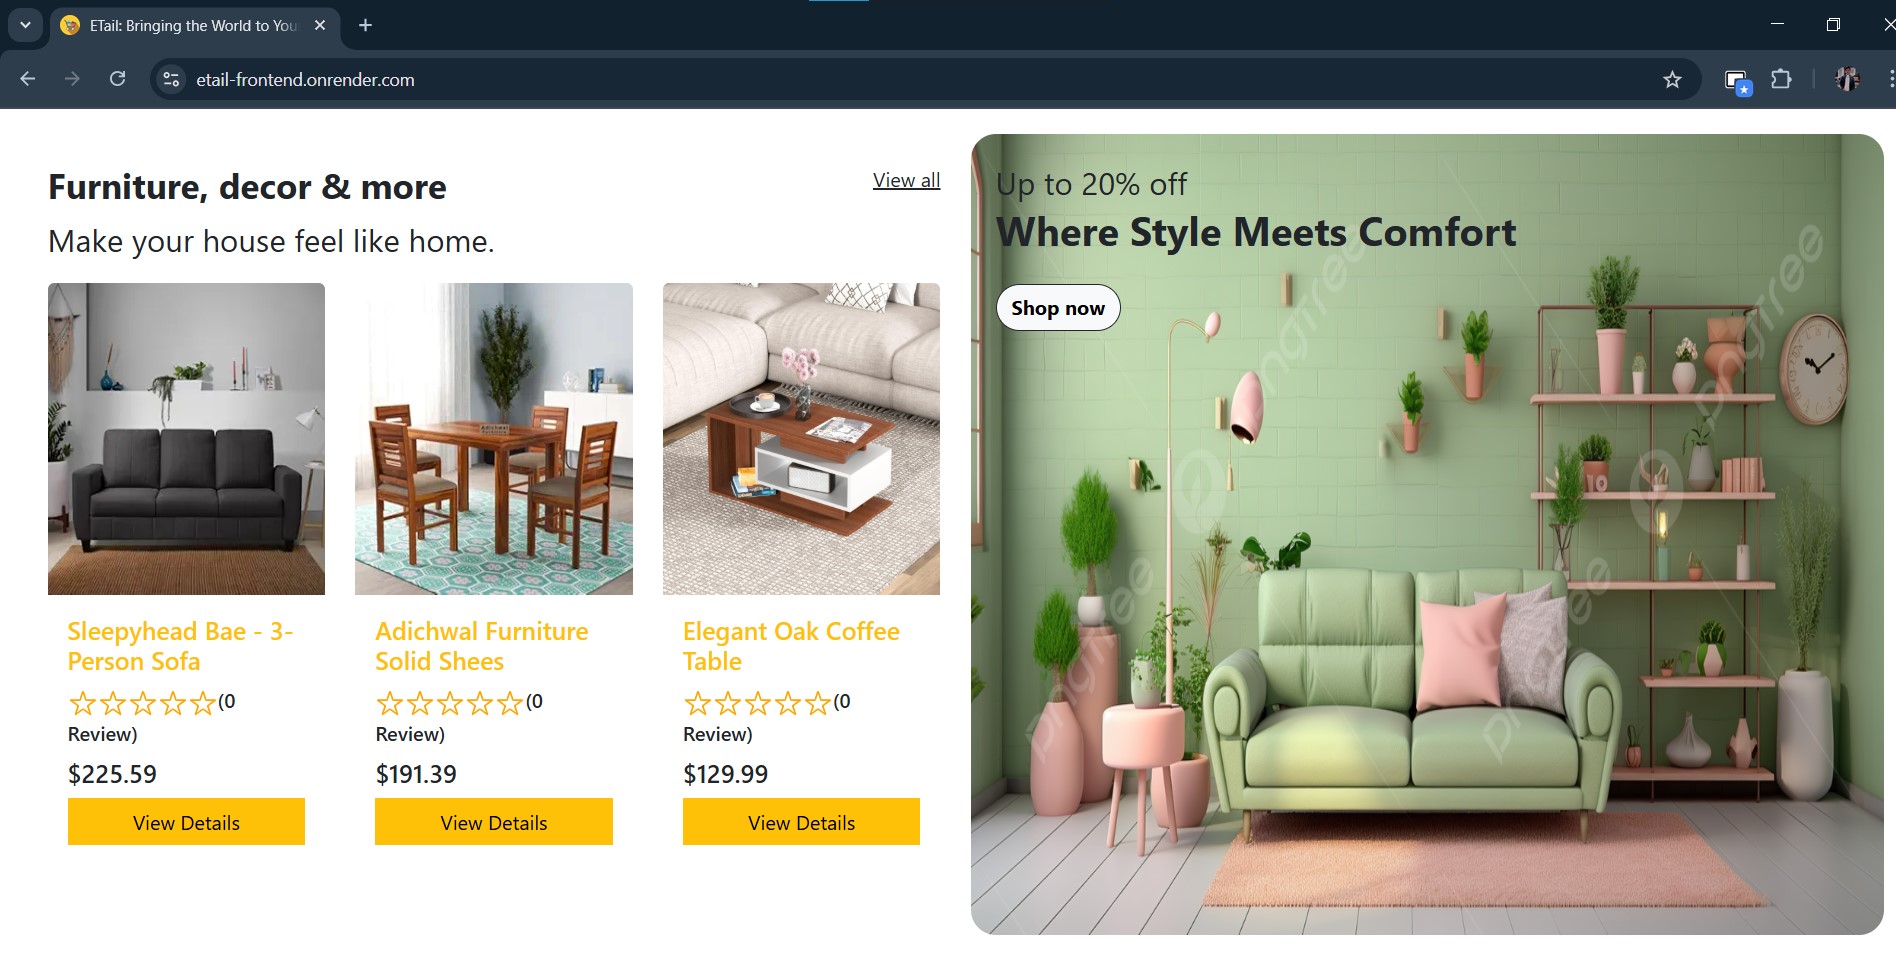 ETail: Bringing the World to You
etail-frontend.onrender.com
Furniture, decor & more
View all
Make your house feel like home.
Sleepyhead Bae - 3-
Person Sofa
(0
Review)
$225.59
View Details
Adichwal Furniture
Solid Shees
(0
Review)
$191.39
View Details
Elegant Oak Coffee
Table
(0
Review)
$129.99
View Details
Up to 20% off
Where Style Meets Comfort
Shop now
pngtree
pngtree
pngtree
pngtree